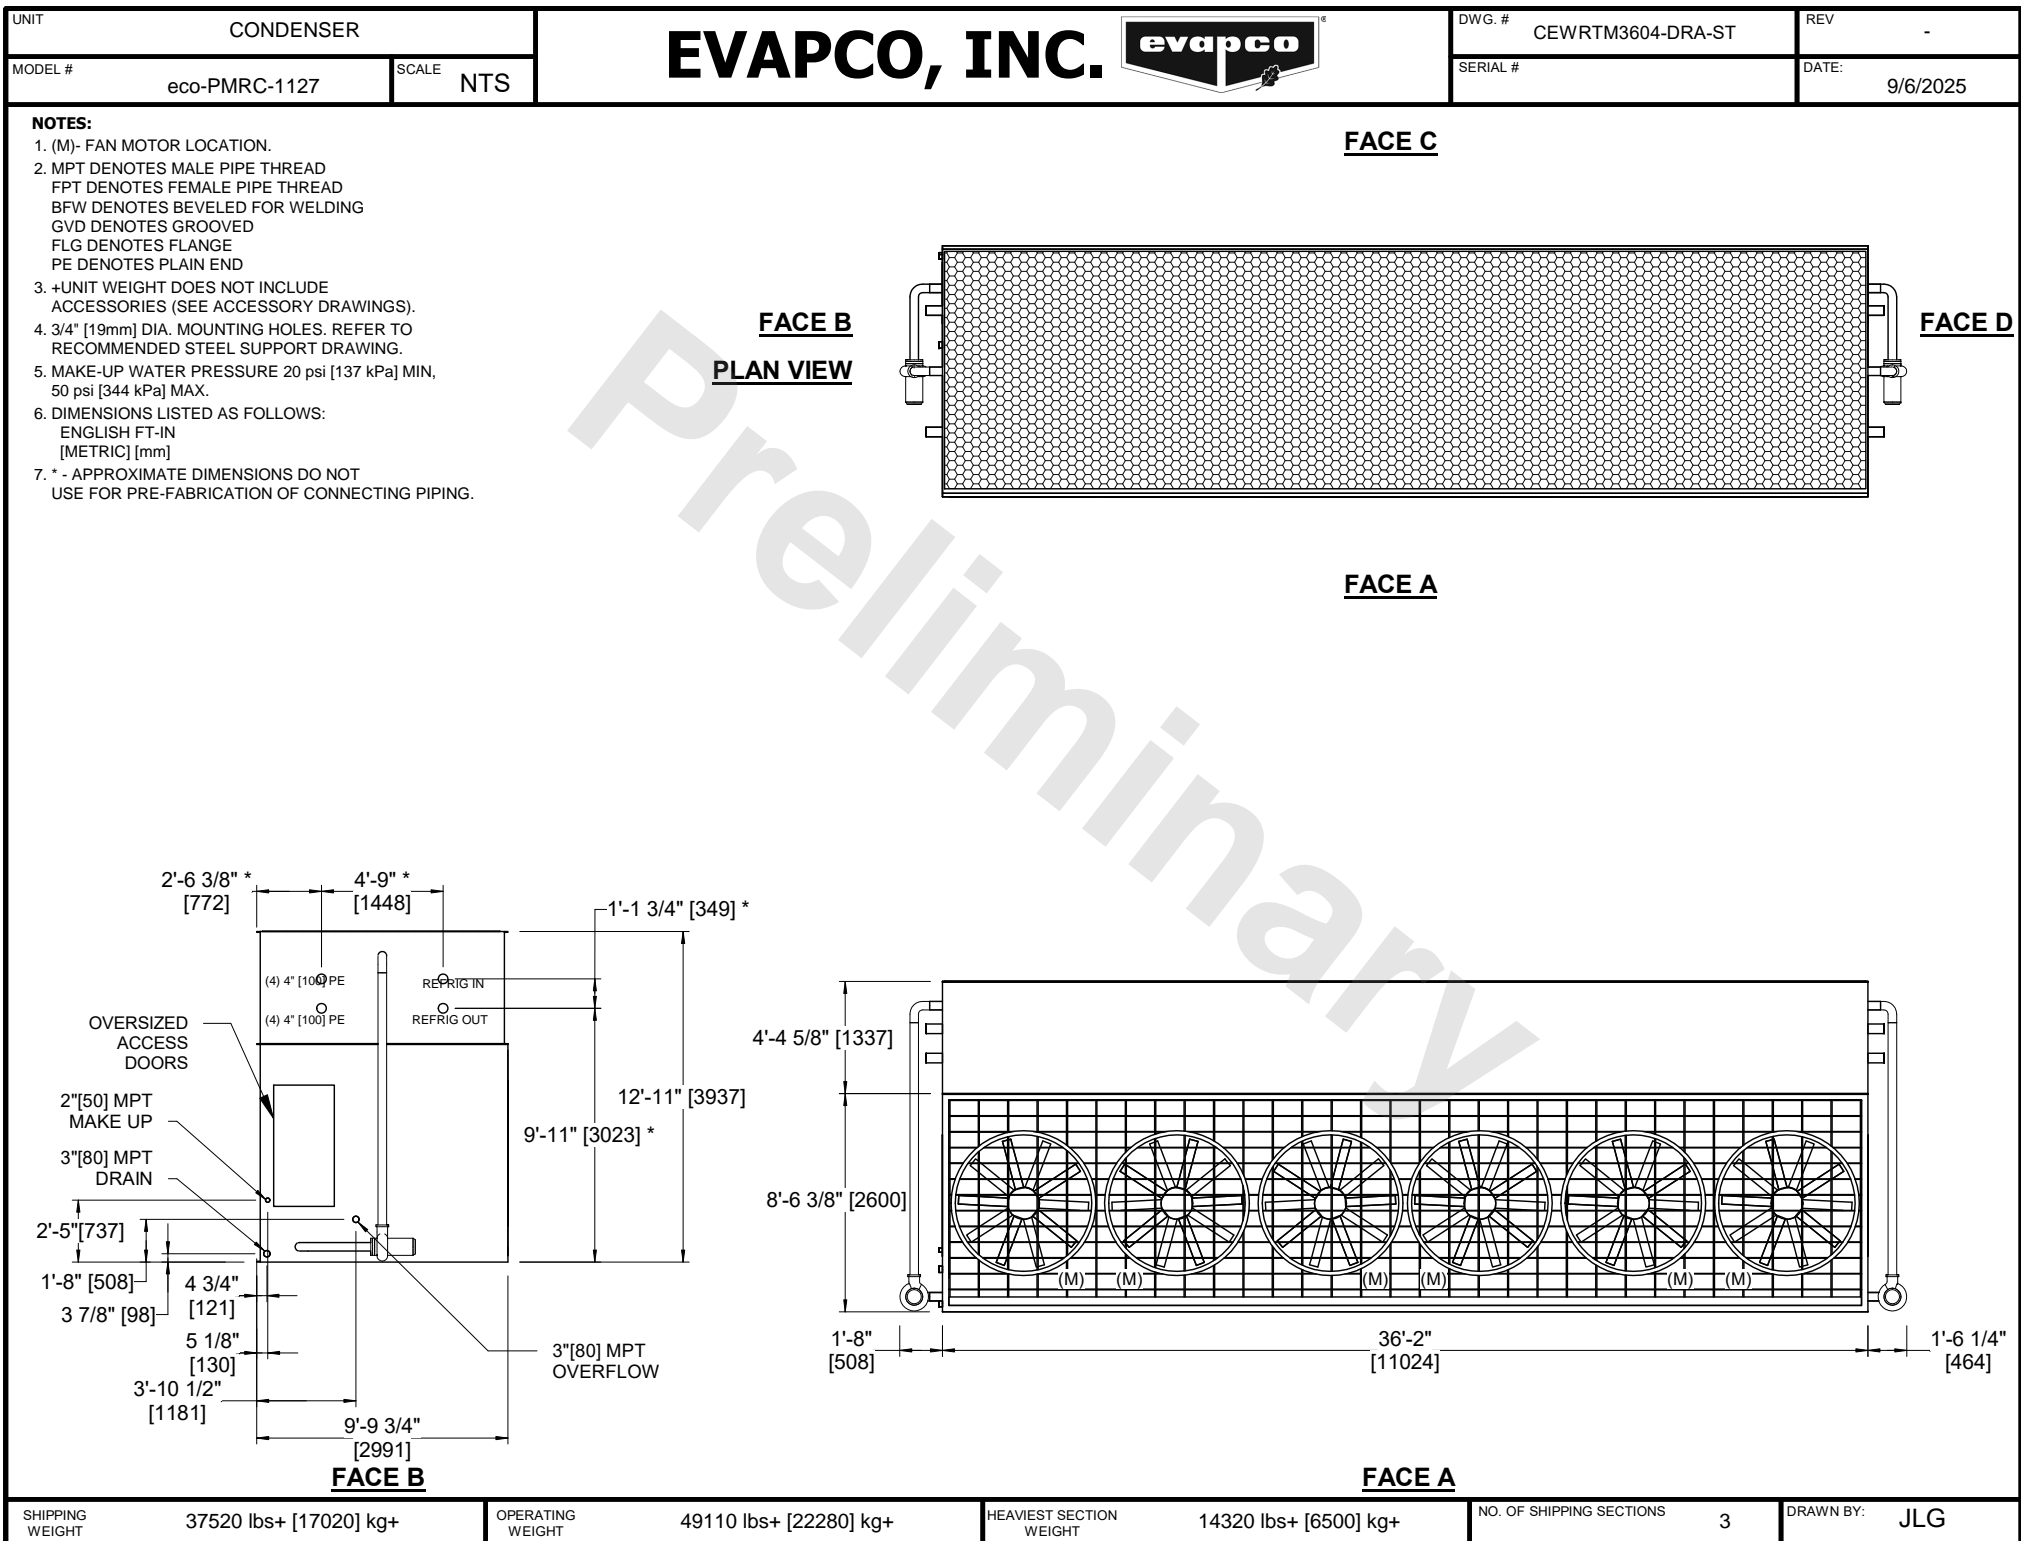 UNIT
CONDENSER
MODEL #
eco-PMRC-1127
SCALE
NTS
EVAPCO, INC.
evapco
®
DWG. #
CEWRTM3604-DRA-ST
REV
-
SERIAL #
DATE:
9/6/2025
NOTES:
1. (M)- FAN MOTOR LOCATION.
2. MPT DENOTES MALE PIPE THREAD
FPT DENOTES FEMALE PIPE THREAD
BFW DENOTES BEVELED FOR WELDING
GVD DENOTES GROOVED
FLG DENOTES FLANGE
PE DENOTES PLAIN END
3. +UNIT WEIGHT DOES NOT INCLUDE
ACCESSORIES (SEE ACCESSORY DRAWINGS).
4. 3/4" [19mm] DIA. MOUNTING HOLES. REFER TO
RECOMMENDED STEEL SUPPORT DRAWING.
5. MAKE-UP WATER PRESSURE 20 psi [137 kPa] MIN,
50 psi [344 kPa] MAX.
6. DIMENSIONS LISTED AS FOLLOWS:
ENGLISH FT-IN
[METRIC] [mm]
7. * - APPROXIMATE DIMENSIONS DO NOT
USE FOR PRE-FABRICATION OF CONNECTING PIPING.
FACE C
FACE B
PLAN VIEW
FACE D
FACE A
Preliminary
2'-6 3/8" *
[772]
4'-9" *
[1448]
1'-1 3/4" [349] *
(4) 4" [100] PE
REFRIG IN
(4) 4" [100] PE
REFRIG OUT
OVERSIZED
ACCESS
DOORS
2"[50] MPT
MAKE UP
3"[80] MPT
DRAIN
12'-11" [3937]
9'-11" [3023] *
2'-5"[737]
1'-8" [508]
3 7/8" [98]
4 3/4"
[121]
5 1/8"
[130]
3'-10 1/2"
[1181]
9'-9 3/4"
[2991]
3"[80] MPT
OVERFLOW
FACE B
4'-4 5/8" [1337]
8'-6 3/8" [2600]
(M) (M) (M) (M) (M) (M)
1'-8"
[508]
36'-2"
[11024]
1'-6 1/4"
[464]
FACE A
SHIPPING
WEIGHT
37520 lbs+ [17020] kg+
OPERATING
WEIGHT
49110 lbs+ [22280] kg+
HEAVIEST SECTION
WEIGHT
14320 lbs+ [6500] kg+
NO. OF SHIPPING SECTIONS
3
DRAWN BY:
JLG